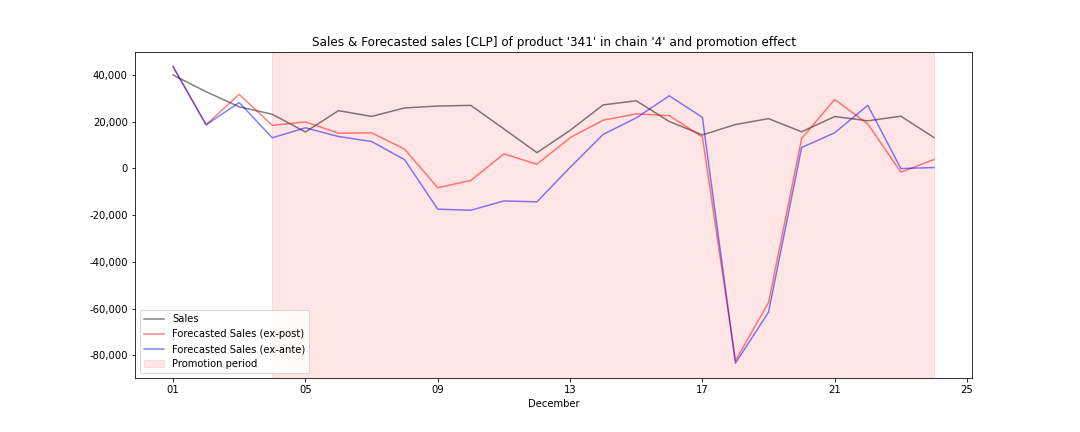 Sales & Forecasted sales [CLP] of product '341' in chain '4' and promotion effect
40,000
20,000
0
-20,000
-40,000
-60,000
-80,000
Sales
Forecasted Sales (ex-post)
Forecasted Sales (ex-ante)
Promotion period
01 05 09 13 17 21 25
December